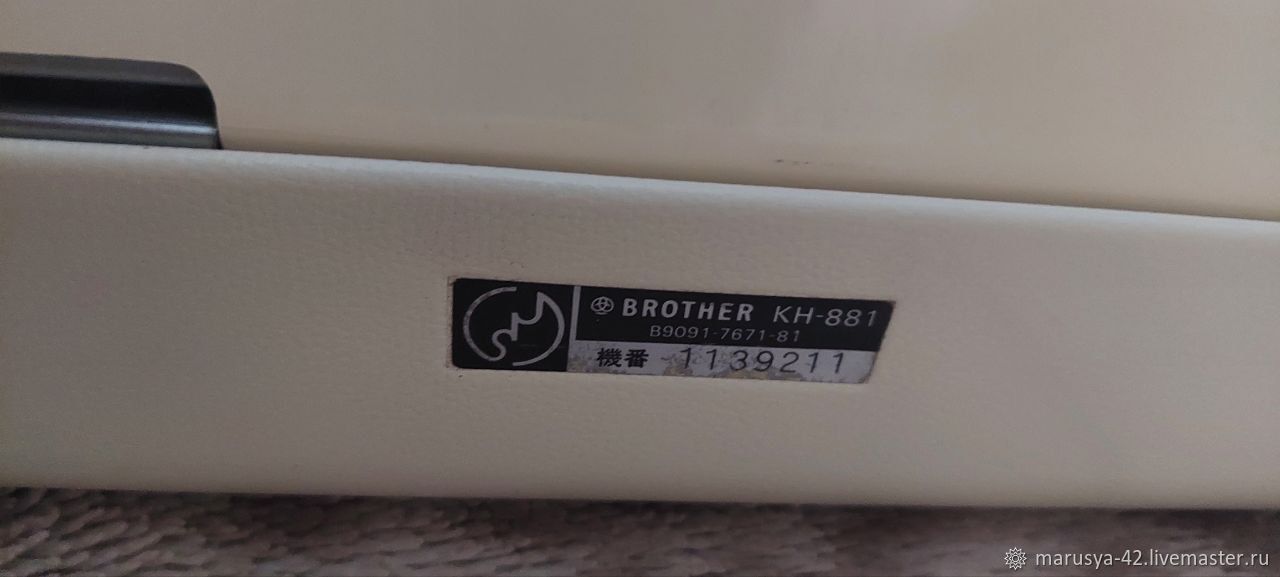 BROTHER KH-881
B9091-7671-81
機番 1139211
marusya-42.livemaster.ru